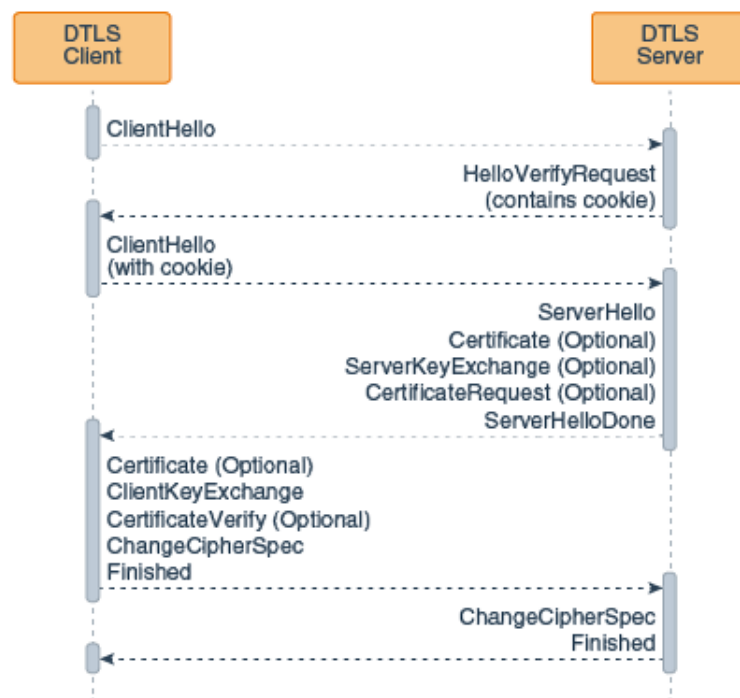 DTLS
Client
DTLS
Server
ClientHello
HelloVerifyRequest
(contains cookie)
ClientHello
(with cookie)
ServerHello
Certificate (Optional)
ServerKeyExchange (Optional)
CertificateRequest (Optional)
ServerHelloDone
Certificate (Optional)
ClientKeyExchange
CertificateVerify (Optional)
ChangeCipherSpec
Finished
ChangeCipherSpec
Finished